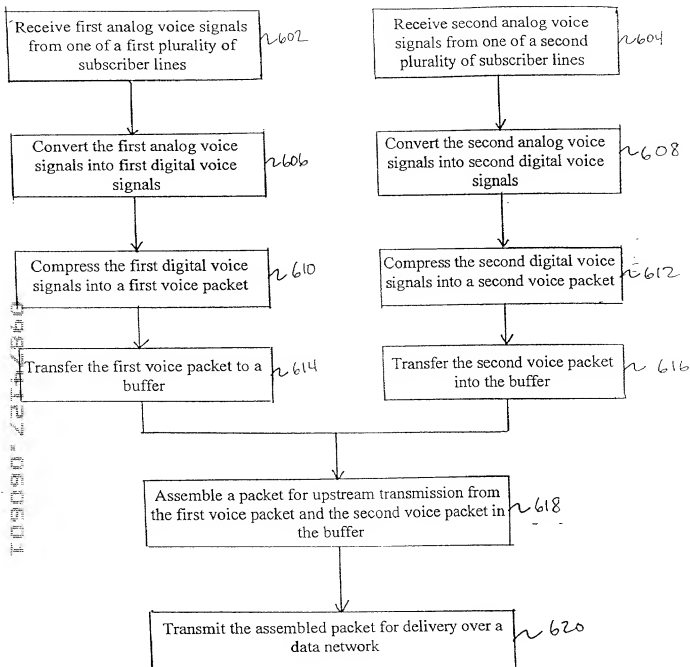 Receive first analog voice signals
from one of a first plurality of
subscriber lines
602
Receive second analog voice
signals from one of a second
plurality of subscriber lines
604
Convert the first analog voice
signals into first digital voice
signals
606
Convert the second analog voice
signals into second digital voice
signals
608
Compress the first digital voice
signals into a first voice packet
610
Compress the second digital voice
signals into a second voice packet
612
Transfer the first voice packet to a
buffer
614
Transfer the second voice packet
into the buffer
616
Assemble a packet for upstream transmission from
the first voice packet and the second voice packet in
the buffer
618
Transmit the assembled packet for delivery over a
data network
620